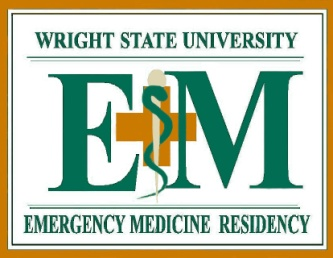 WRIGHT STATE UNIVERSITY
EM
EMERGENCY MEDICINE RESIDENCY